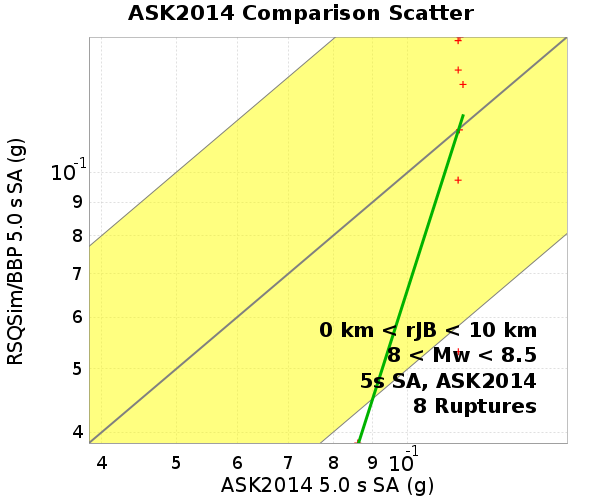 ASK2014 Comparison Scatter
RSQSim/BBP 5.0 s SA (g)
10-1
9
8
7
6
5
4
0 km < rJB < 10 km
8 < Mw < 8.5
5s SA, ASK2014
8 Ruptures
4 5 6 7 8 9 10-1
ASK2014 5.0 s SA (g)